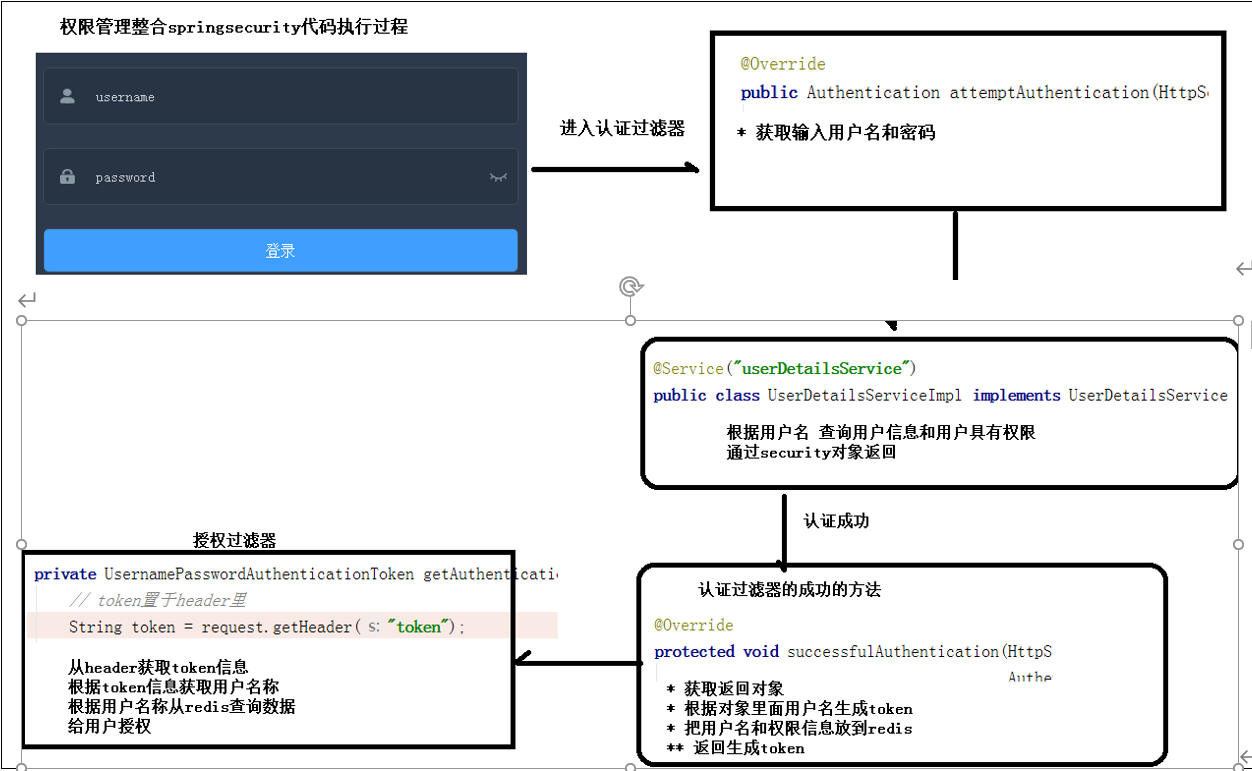 权限管理整合springsecurity代码执行过程
username
password
登录
进入认证过滤器
@Override
public Authentication attemptAuthentication(HttpSe
* 获取输入用户名和密码
@Service("userDetailsService")
public class UserDetailsServiceImpl implements UserDetailsService
根据用户名 查询用户信息和用户具有权限
通过security对象返回
认证成功
认证过滤器的成功的方法
@Override
protected void successfulAuthentication(HttpS
Authe
* 获取返回对象
* 根据对象里面用户名生成token
* 把用户名和权限信息放到redis
** 返回生成token
授权过滤器
private UsernamePasswordAuthenticationToken getAuthentication
// token置于header里
String token = request.getHeader( s: "token");
从header获取token信息
根据token信息获取用户名称
根据用户名称从redis查询数据
给用户授权